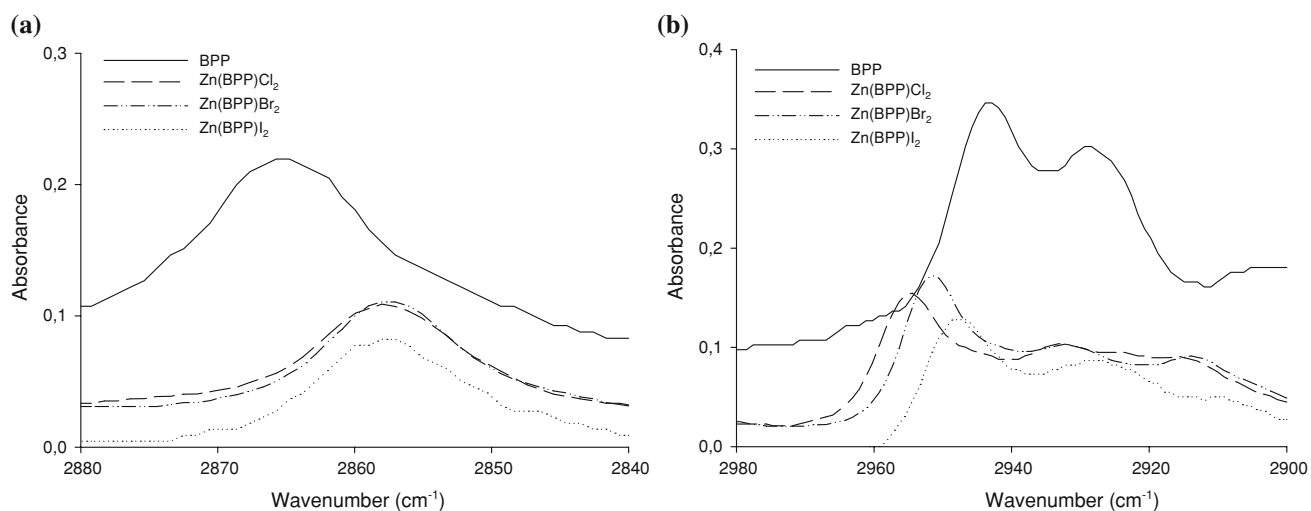 (a)
0,3
0,2
0,1
0,0
Absorbance
BPP
Zn(BPP)Cl₂
Zn(BPP)Br₂
Zn(BPP)I₂
2880 2870 2860 2850 2840
Wavenumber (cm⁻¹)
(b)
0,4
0,3
0,2
0,1
0,0
Absorbance
BPP
Zn(BPP)Cl₂
Zn(BPP)Br₂
Zn(BPP)I₂
2980 2960 2940 2920 2900
Wavenumber (cm⁻¹)